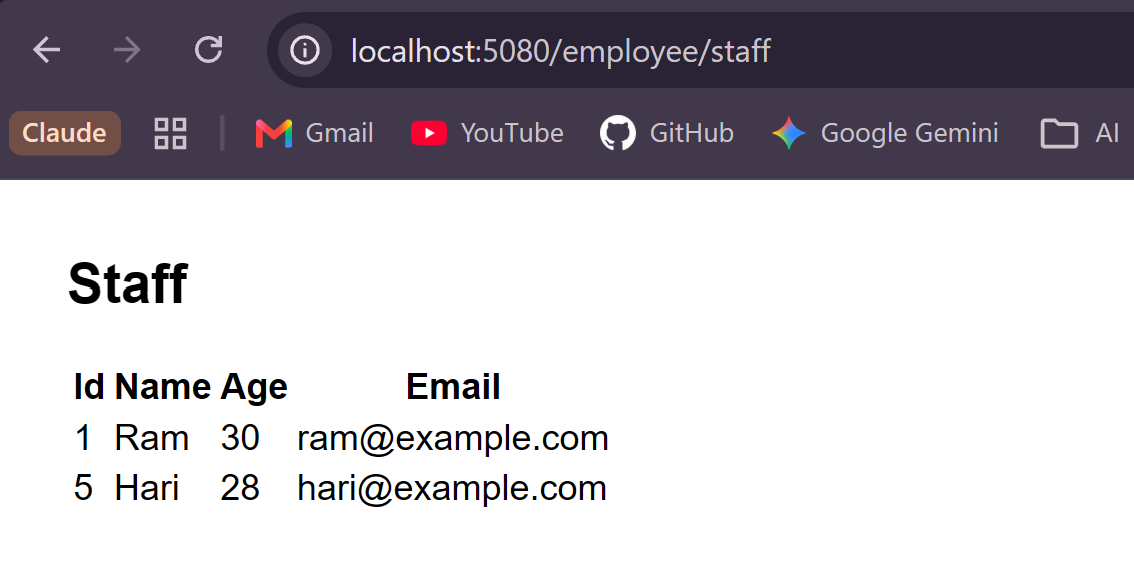 localhost:5080/employee/staff
Claude Gmail YouTube GitHub Google Gemini AI
Staff
Id Name Age Email
1 Ram 30 ram@example.com
5 Hari 28 hari@example.com